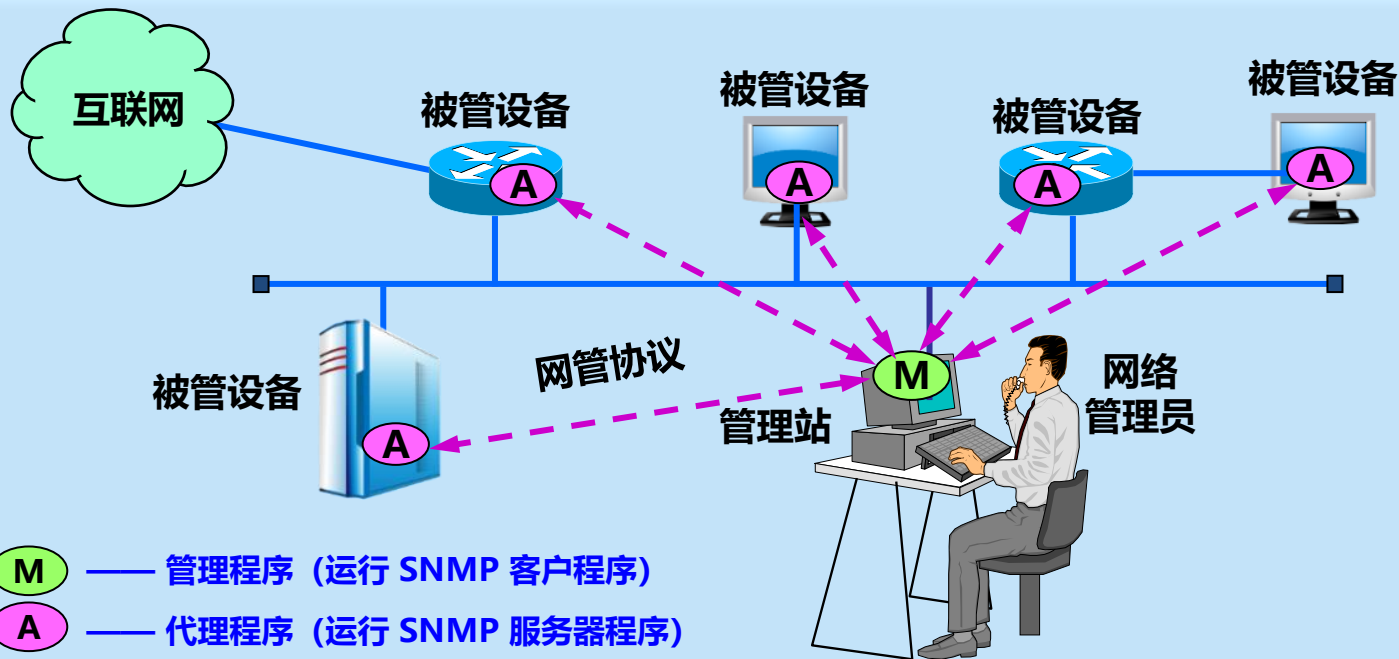 互联网
被管设备
被管设备
被管设备
被管设备
A
A
A
A
网管协议
被管设备
A
M
管理站
网络
管理员
M —— 管理程序 (运行 SNMP 客户程序)
A —— 代理程序 (运行 SNMP 服务器程序)